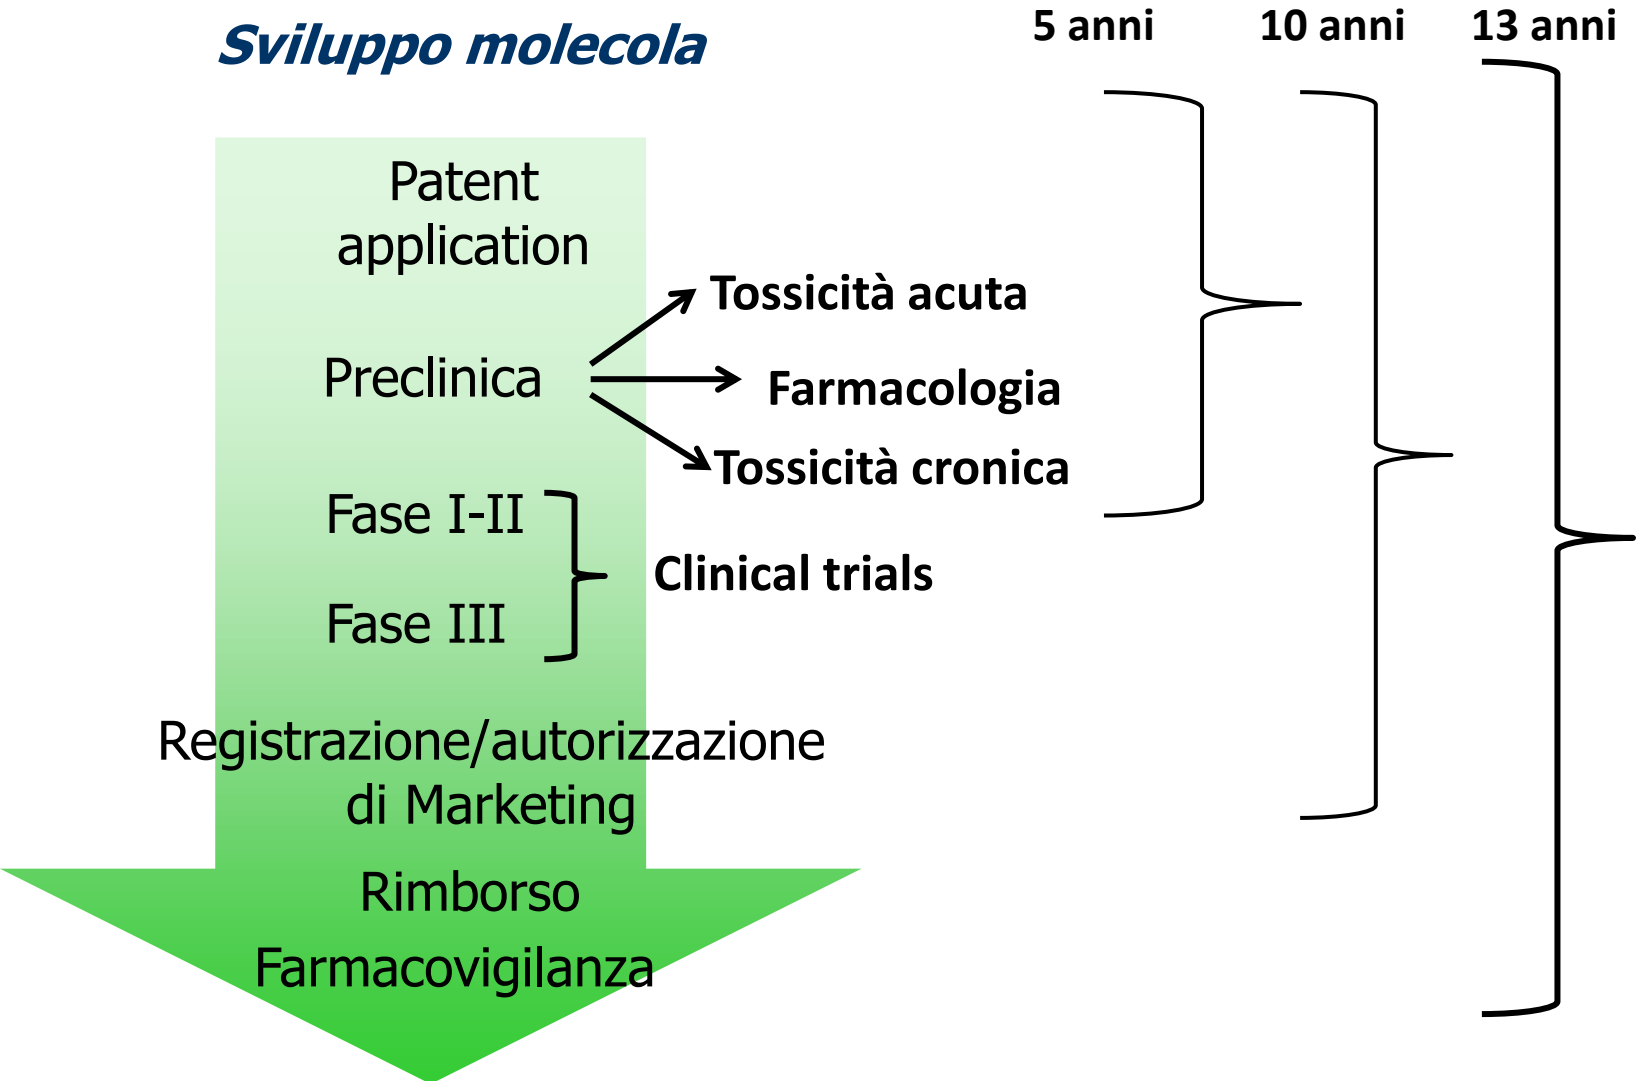 Sviluppo molecola
5 anni
10 anni
13 anni
Patent
application
Tossicità acuta
Preclinica
Farmacologia
Tossicità cronica
Fase I-II
Clinical trials
Fase III
Registrazione/autorizzazione
di Marketing
Rimborso
Farmacovigilanza